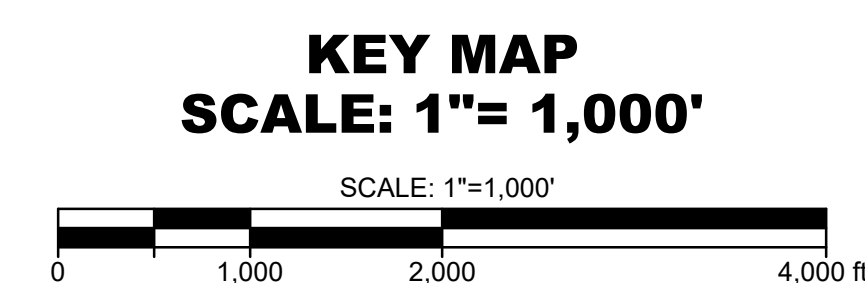 KEY MAP
SCALE: 1"= 1,000'
SCALE: 1"=1,000'
0 1,000 2,000 4,000 ft